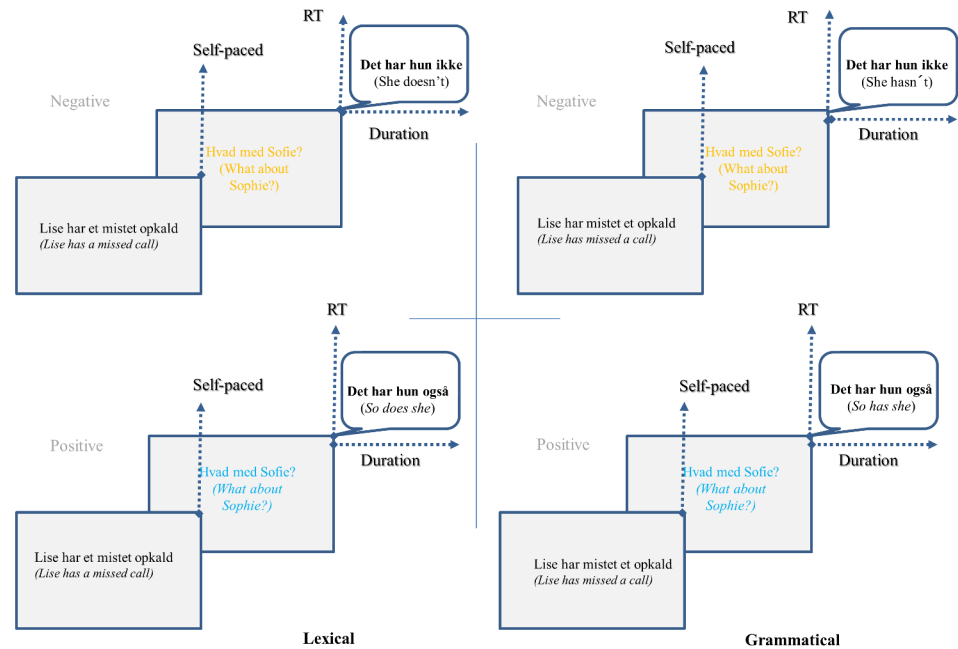 RT
Self-paced
Det har hun ikke
(She doesn't)
Negative
Duration
Hvad med Sofie?
(What about
Sophie?)
Lise har et mistet opkald
(Lise has a missed call)
RT
Self-paced
Det har hun ikke
(She hasn´t)
Negative
Duration
Hvad med Sofie?
(What about
Sophie?)
Lise har mistet et opkald
(Lise has missed a call)
RT
Self-paced
Det har hun også
(So does she)
Positive
Duration
Hvad med Sofie?
(What about
Sophie?)
Lise har et mistet opkald
(Lise has a missed call)
Lexical
RT
Self-paced
Det har hun også
(So has she)
Positive
Duration
Hvad med Sofie?
(What about
Sophie?)
Lise har mistet et opkald
(Lise has missed a call)
Grammatical